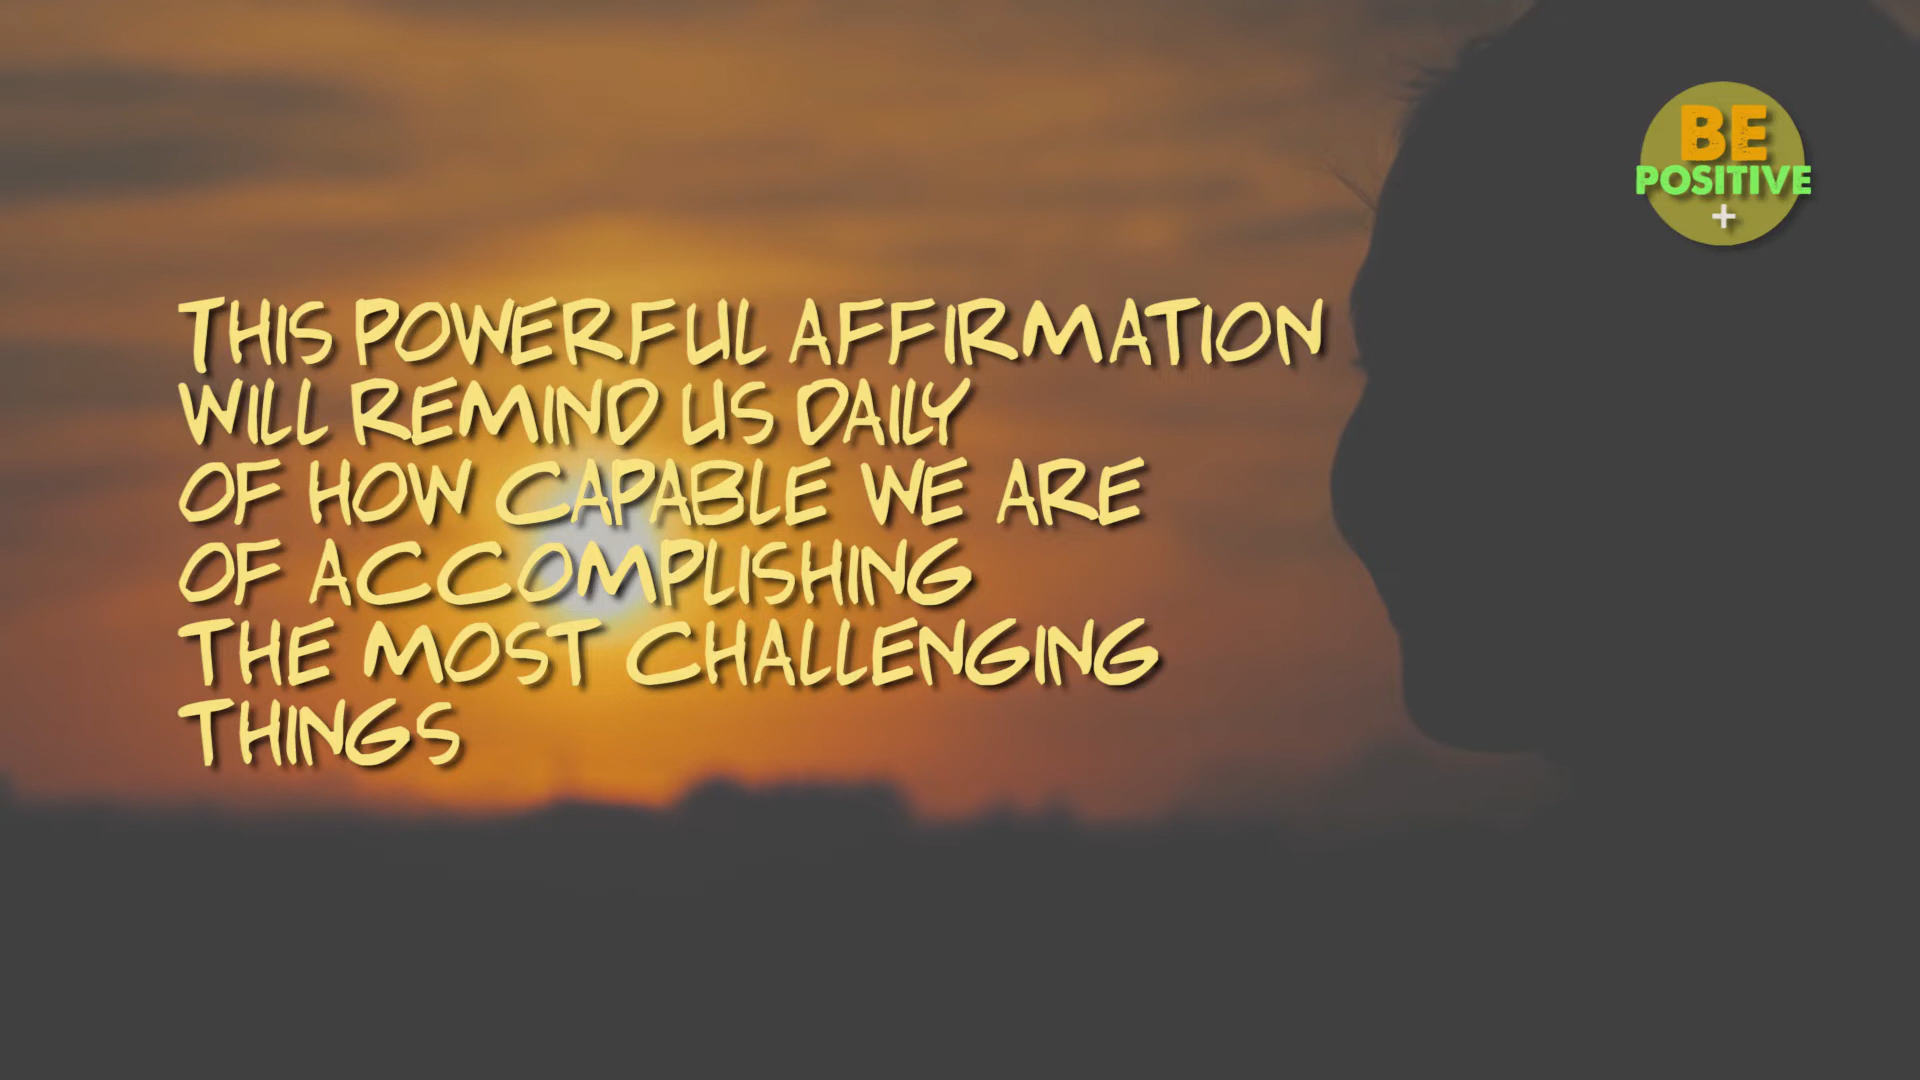 BE
POSITIVE
+
THIS POWERFUL AFFIRMATION
WILL REMIND US DAILY
OF HOW CAPABLE WE ARE
OF ACCOMPLISHING
THE MOST CHALLENGING
THINGS